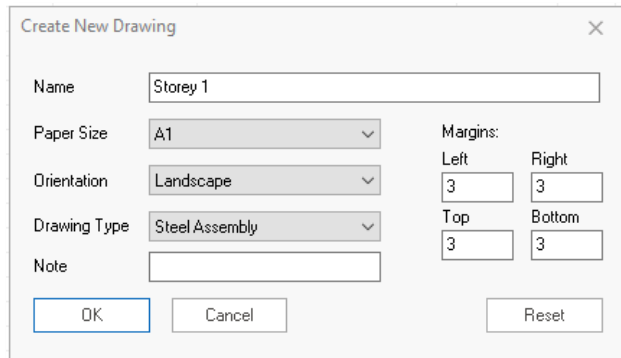 Create New Drawing
Name
Storey 1
Paper Size
A1
Orientation
Landscape
Drawing Type
Steel Assembly
Note
Margins:
Left Right
3 3
Top Bottom
3 3
OK Cancel Reset